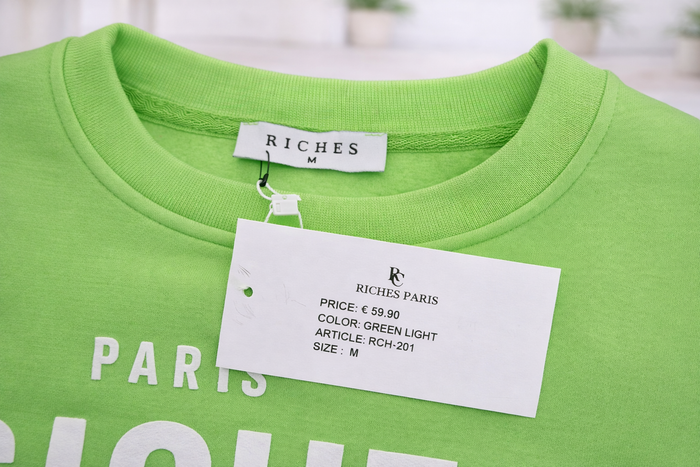 RICHES
M
RC
RICHES PARIS
PRICE: € 59.90
COLOR: GREEN LIGHT
ARTICLE: RCH-201
SIZE : M
PARIS